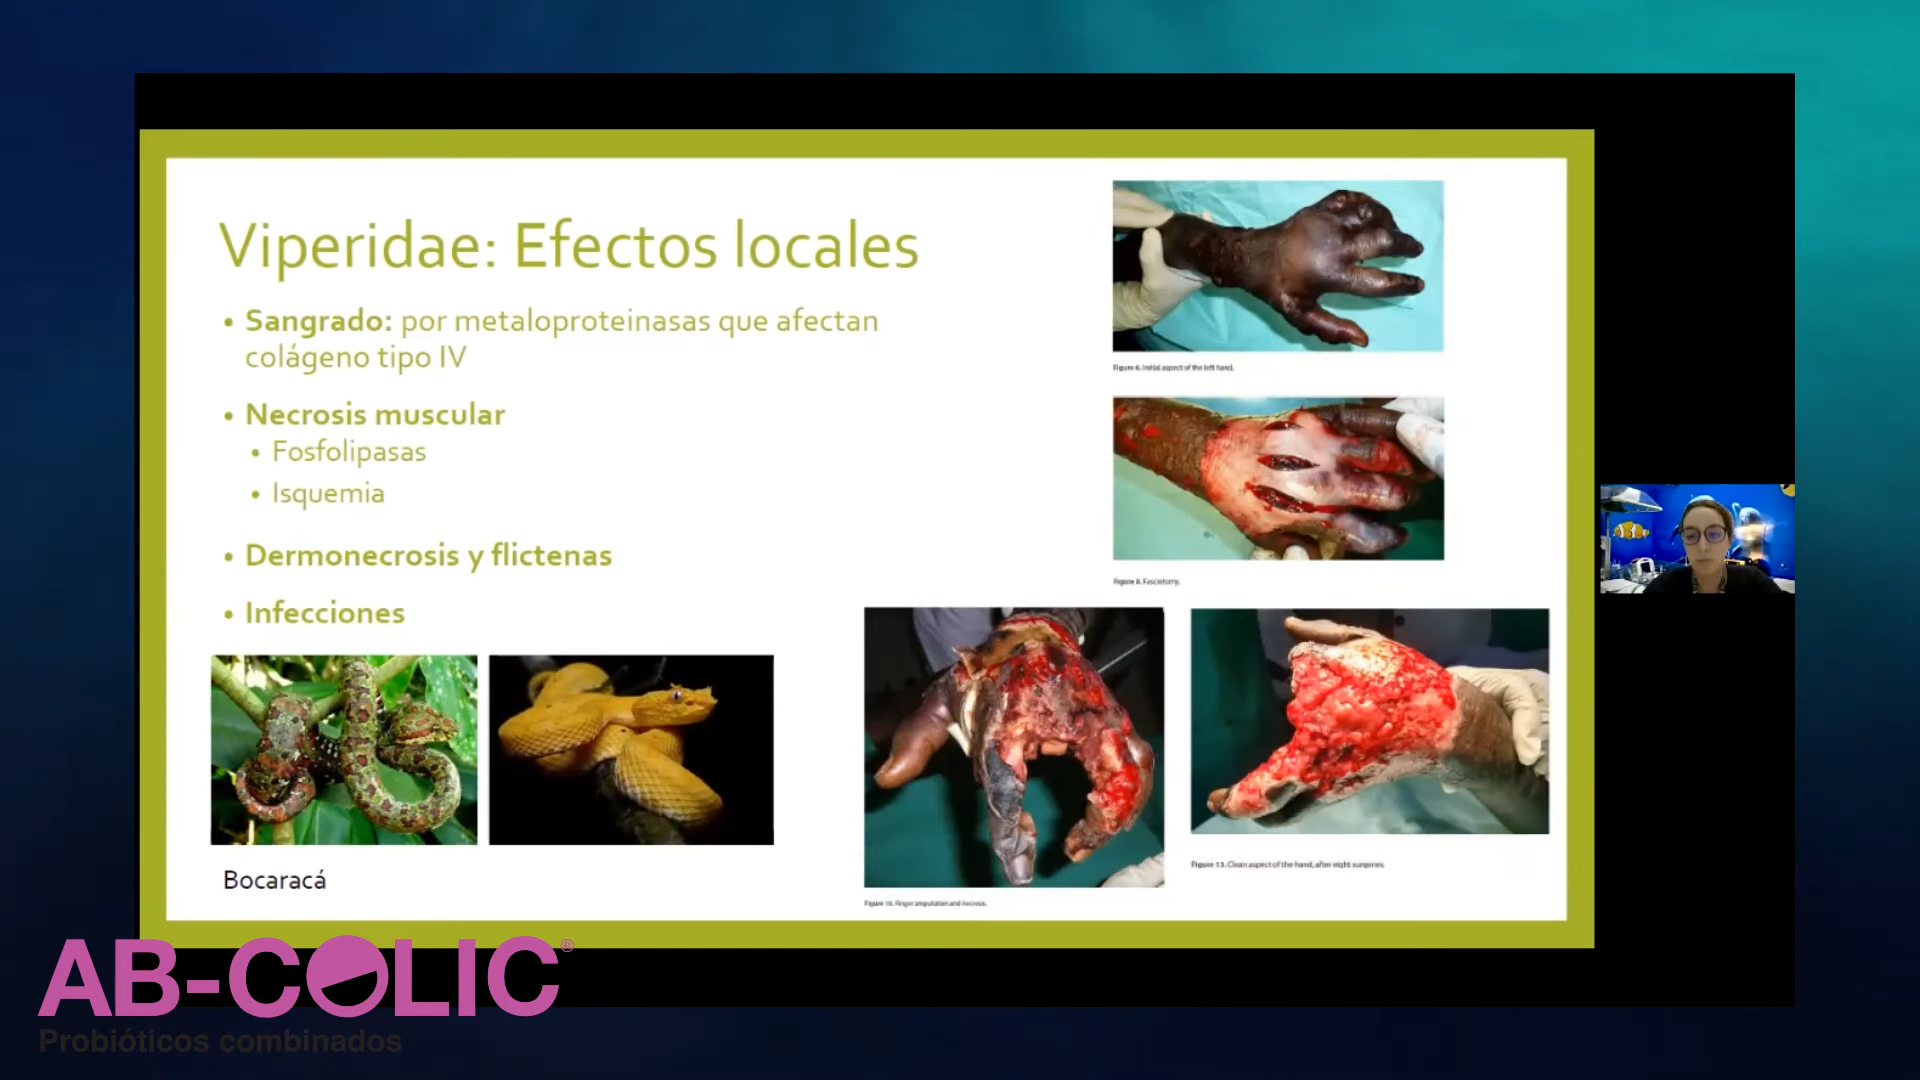 Viperidae: Efectos locales
• Sangrado: por metaloproteinasas que afectan
colágeno tipo IV
• Necrosis muscular
• Fosfolipasas
• Isquemia
• Dermonecrosis y flictenas
• Infecciones
Bocaracá
Figure 6. Initial aspect of the left hand.
Figure 8. Fasciotomy.
Figure 10. Finger amputation and necrosis.
Figure 13. Clean aspect of the hand, after eight surgeries.
AB-COLIC®
Probióticos combinados